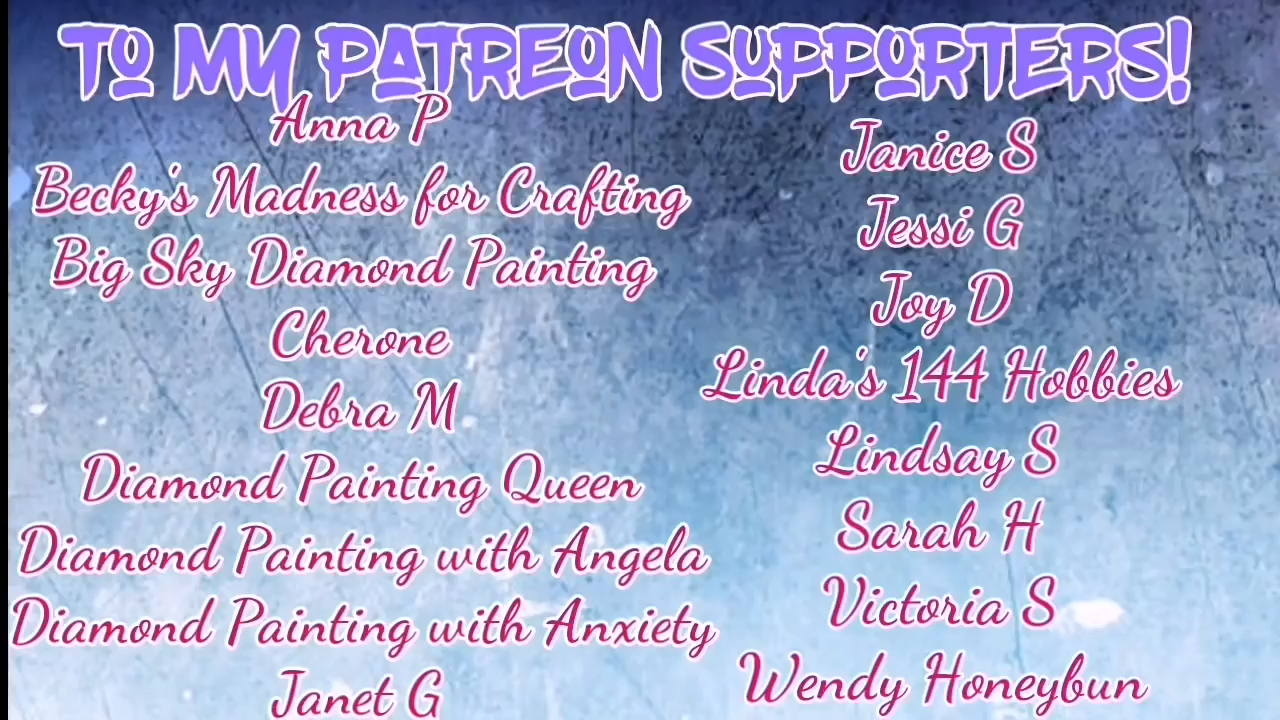 TO MY PATREON SUPPORTERS!
Anna P
Becky's Madness for Crafting
Big Sky Diamond Painting
Cherone
Debra M
Diamond Painting Queen
Diamond Painting with Angela
Diamond Painting with Anxiety
Janet G
Janice S
Jessi G
Joy D
Linda's 144 Hobbies
Lindsay S
Sarah H
Victoria S
Wendy Honeybun